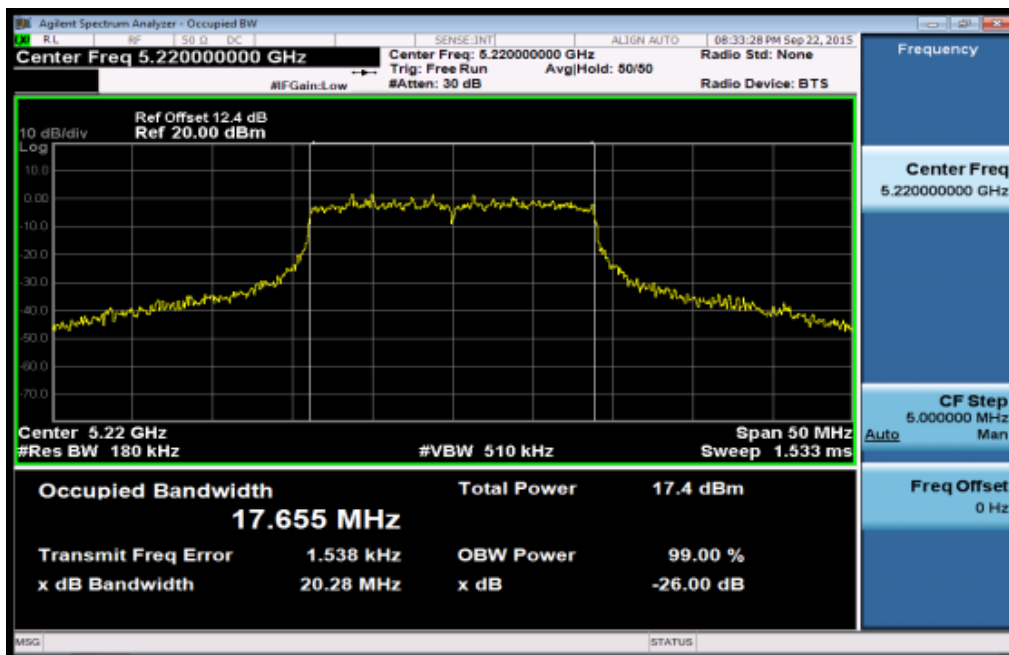 Agilent Spectrum Analyzer - Occupied BW
RL RF 50 Ω DC SENSE:INT ALIGN AUTO 08:33:28 PM Sep 22, 2015
Center Freq 5.220000000 GHz
Center Freq: 5.220000000 GHz
Radio Std: None
Trig: Free Run Avg|Hold: 50/50
#IFGain:Low
#Atten: 30 dB
Radio Device: BTS
Ref Offset 12.4 dB
10 dB/div Ref 20.00 dBm
Log
10.0
0.00
-10.0
-20.0
-30.0
-40.0
-50.0
-60.0
-70.0
Center 5.22 GHz Span 50 MHz
#Res BW 180 kHz #VBW 510 kHz Sweep 1.533 ms
Occupied Bandwidth Total Power 17.4 dBm
17.655 MHz
Transmit Freq Error 1.538 kHz OBW Power 99.00 %
x dB Bandwidth 20.28 MHz x dB -26.00 dB
MSG STATUS
Frequency
Center Freq
5.220000000 GHz
CF Step
5.000000 MHz
Auto Man
Freq Offset
0 Hz